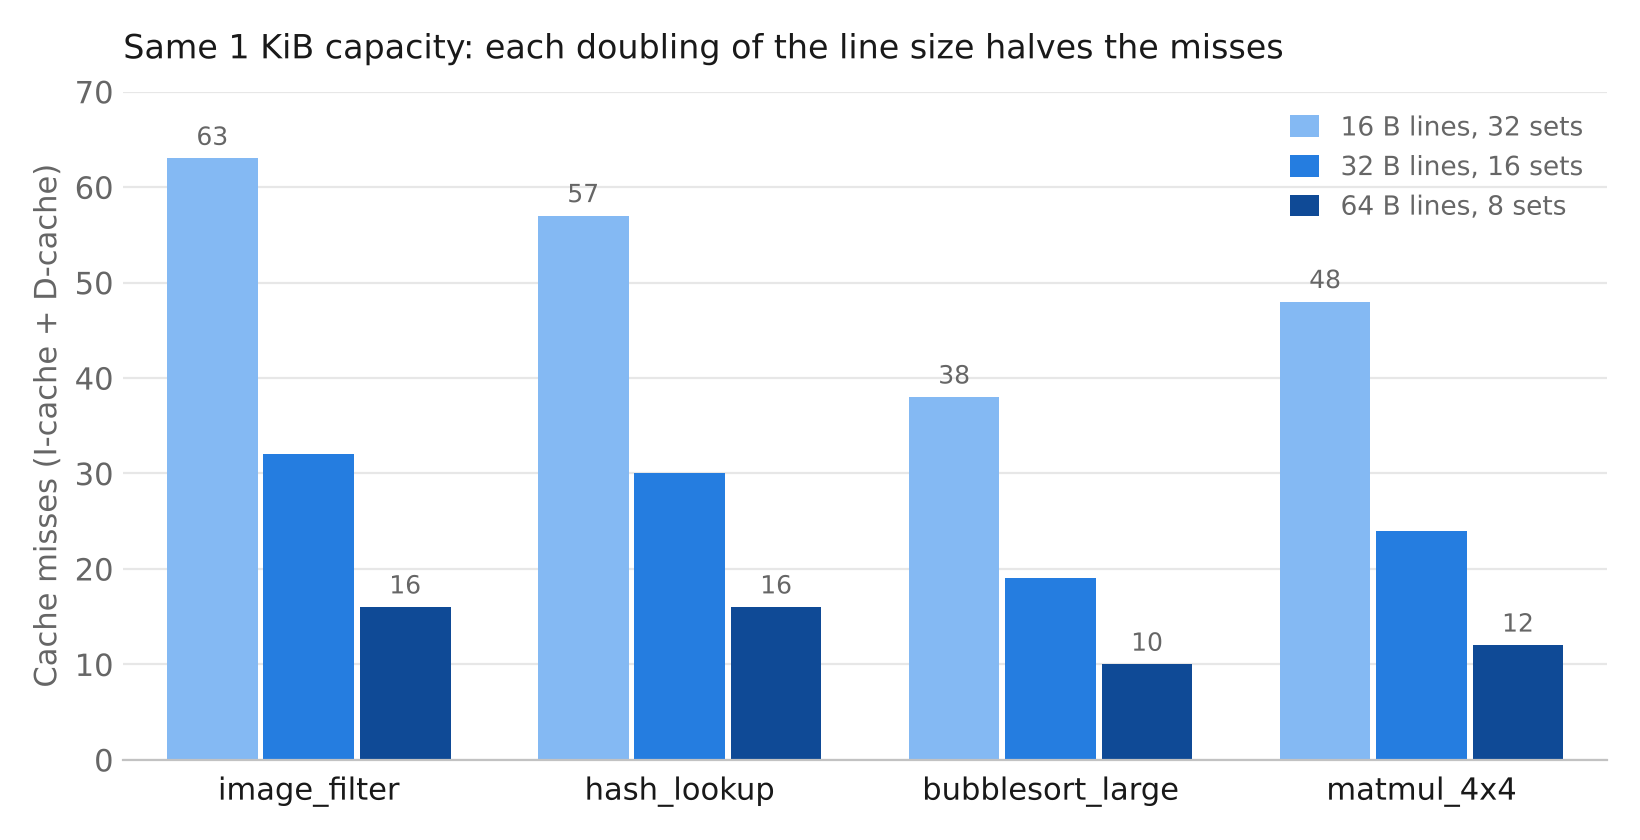 Same 1 KiB capacity: each doubling of the line size halves the misses
Cache misses (I-cache + D-cache)
70
60
50
40
30
20
10
0
16 B lines, 32 sets
32 B lines, 16 sets
64 B lines, 8 sets
63
16
57
16
38
10
48
12
image_filter
hash_lookup
bubblesort_large
matmul_4x4